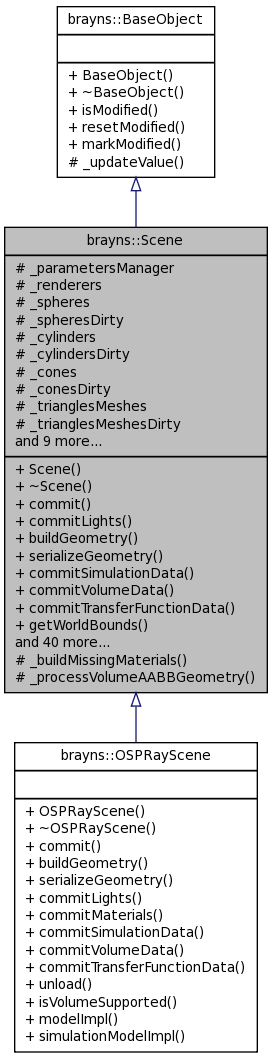 brayns::BaseObject
+ BaseObject()
+ ~BaseObject()
+ isModified()
+ resetModified()
+ markModified()
# _updateValue()
brayns::Scene
# _parametersManager
# _renderers
# _spheres
# _spheresDirty
# _cylinders
# _cylindersDirty
# _cones
# _conesDirty
# _trianglesMeshes
# _trianglesMeshesDirty
and 9 more...
+ Scene()
+ ~Scene()
+ commit()
+ commitLights()
+ buildGeometry()
+ serializeGeometry()
+ commitSimulationData()
+ commitVolumeData()
+ commitTransferFunctionData()
+ getWorldBounds()
and 40 more...
# _buildMissingMaterials()
# _processVolumeAABBGeometry()
brayns::OSPRayScene
+ OSPRayScene()
+ ~OSPRayScene()
+ commit()
+ buildGeometry()
+ serializeGeometry()
+ commitLights()
+ commitMaterials()
+ commitSimulationData()
+ commitVolumeData()
+ commitTransferFunctionData()
+ unload()
+ isVolumeSupported()
+ modelImpl()
+ simulationModelImpl()